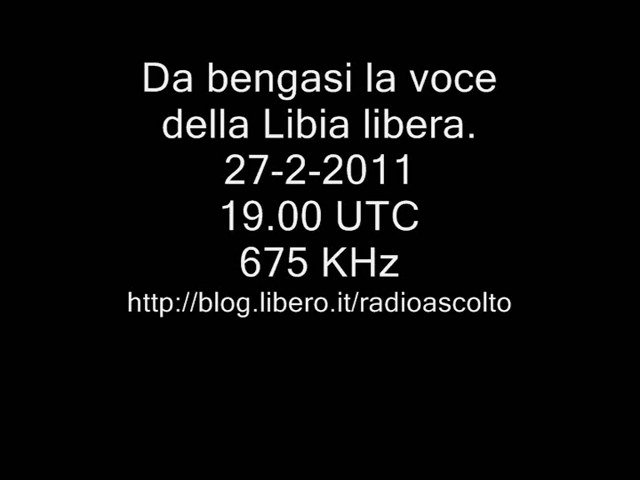 Da bengasi la voce
della Libia libera.
27-2-2011
19.00 UTC
675 KHz
http://blog.libero.it/radioascolto